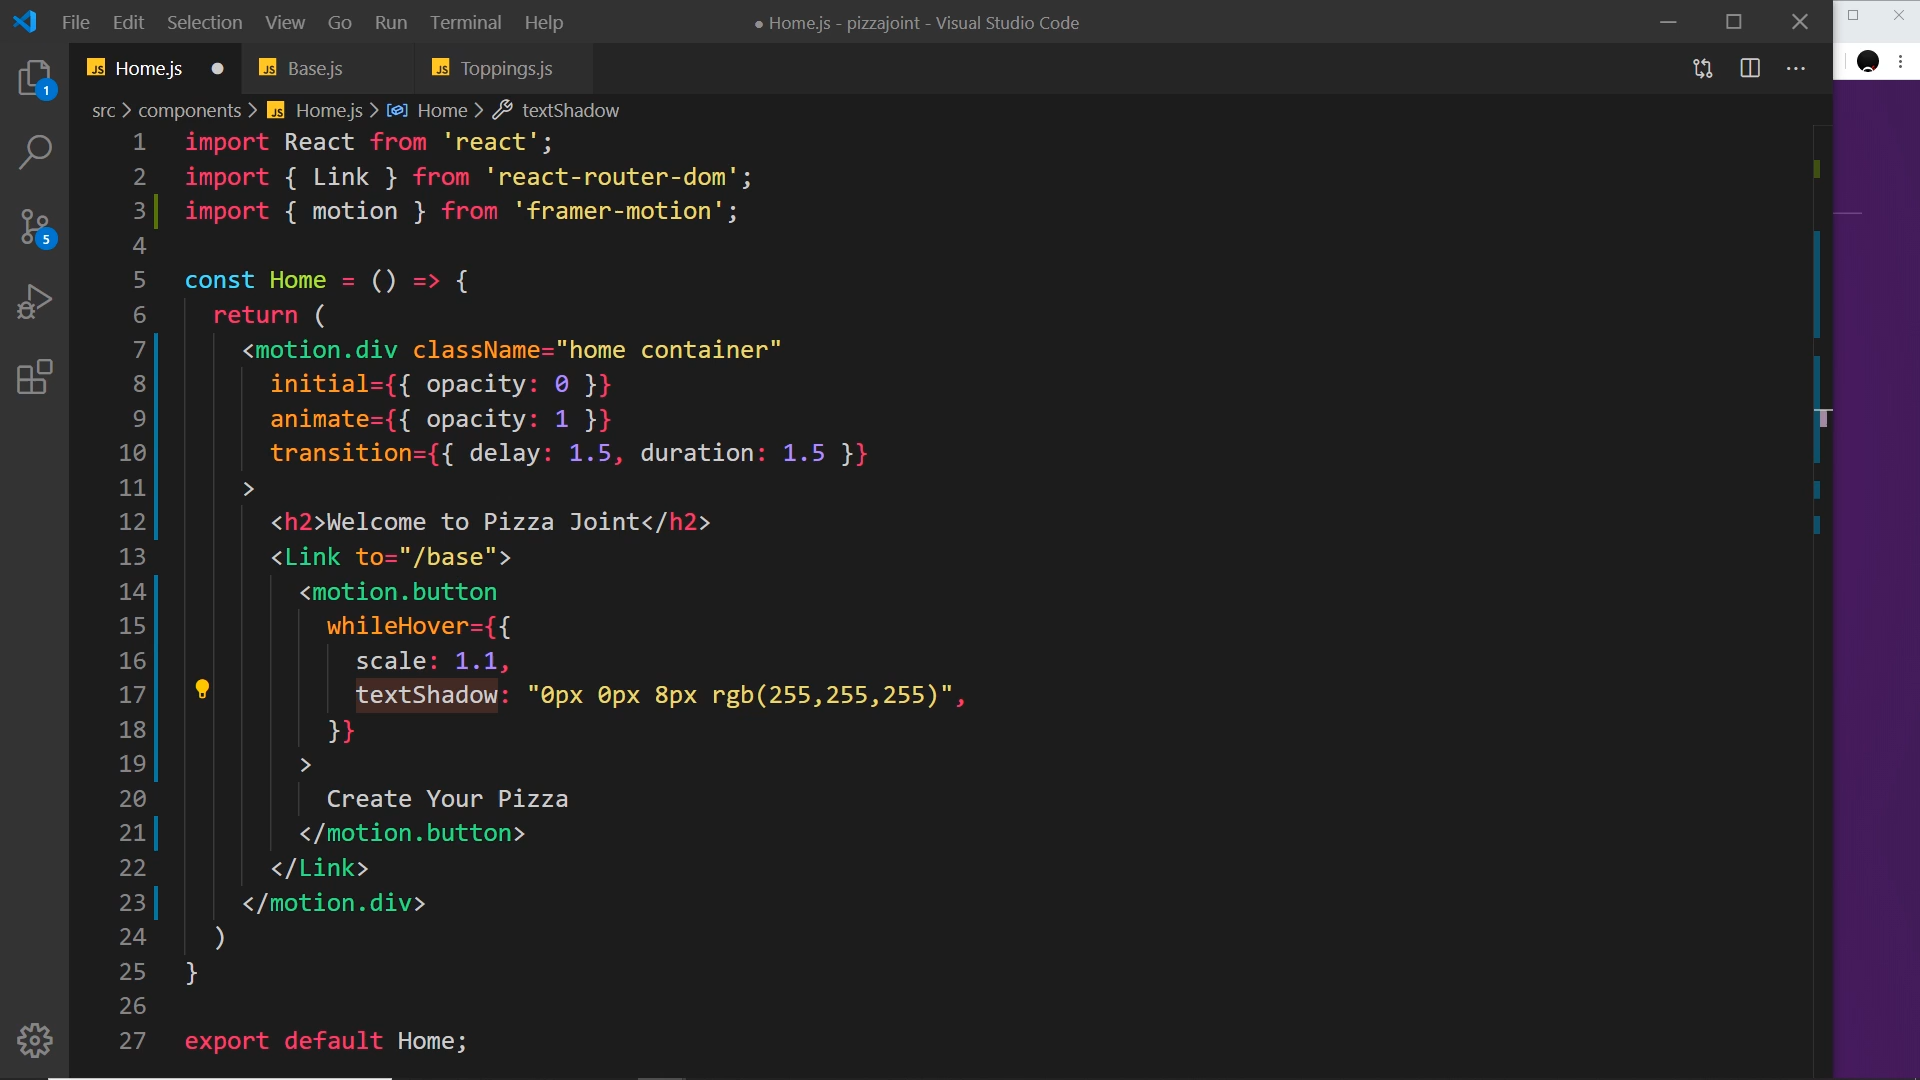 File Edit Selection View Go Run Terminal Help
● Home.js - pizzajoint - Visual Studio Code
JS Home.js ●
JS Base.js
JS Toppings.js
src > components > JS Home.js > Home > textShadow
1 import React from 'react';
2 import { Link } from 'react-router-dom';
3 import { motion } from 'framer-motion';
4
5 const Home = () => {
6 return (
7 <motion.div className="home container"
8 initial={{ opacity: 0 }}
9 animate={{ opacity: 1 }}
10 transition={{ delay: 1.5, duration: 1.5 }}
11 >
12 <h2>Welcome to Pizza Joint</h2>
13 <Link to="/base">
14 <motion.button
15 whileHover={{
16 scale: 1.1,
17 textShadow: "0px 0px 8px rgb(255,255,255)",
18 }}
19 >
20 Create Your Pizza
21 </motion.button>
22 </Link>
23 </motion.div>
24 )
25 }
26
27 export default Home;
1
5